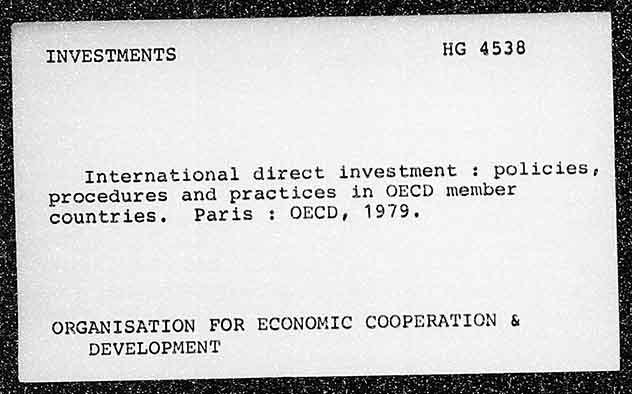 INVESTMENTS HG 4538
International direct investment : policies,
procedures and practices in OECD member
countries. Paris : OECD, 1979.
ORGANISATION FOR ECONOMIC COOPERATION &
DEVELOPMENT